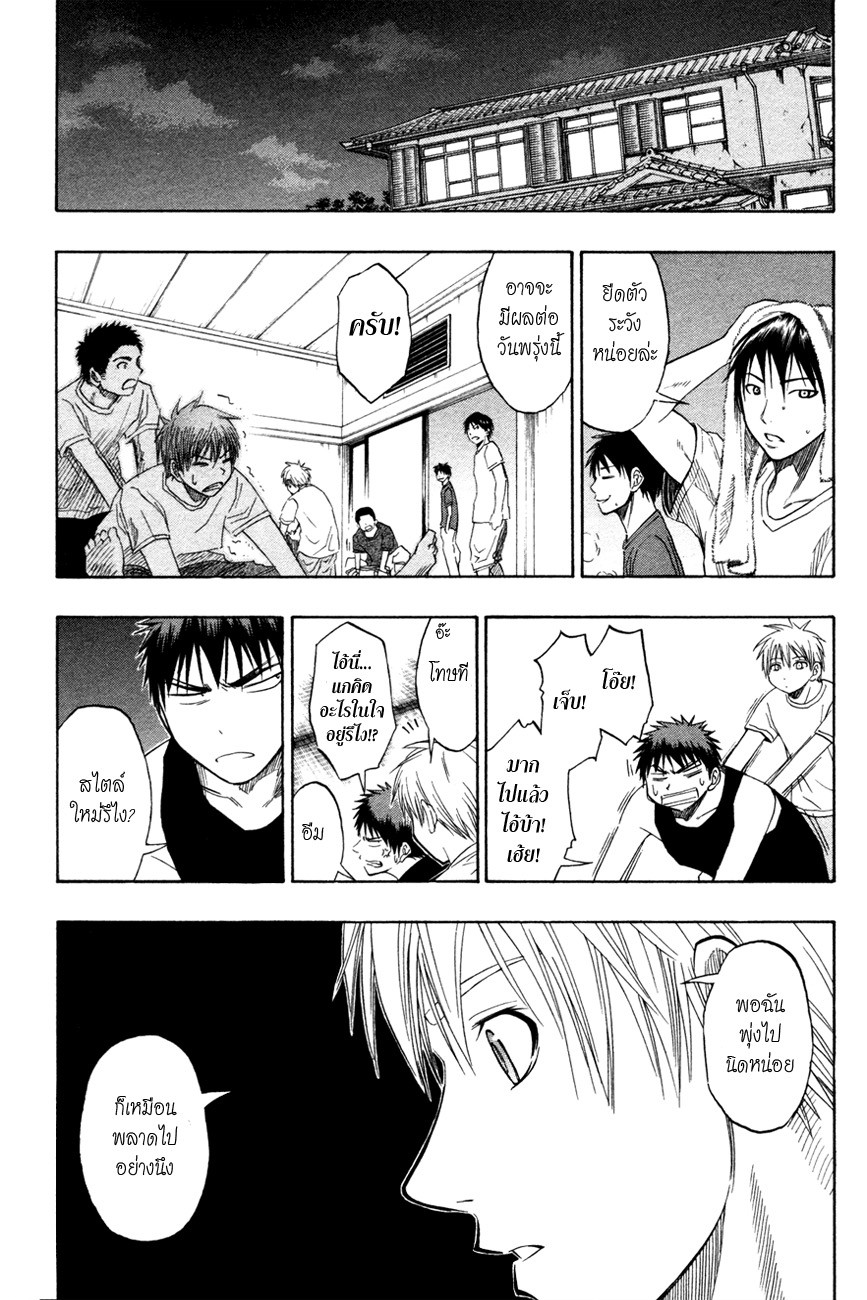 ยืดตัว
ระวัง
หน่อยล่ะ
อาจจะ
มีผลต่อ
วันพรุ่งนี้
ครับ!
โอ๊ย!
เจ็บ!
มาก
ไปแล้ว
ไอ้บ้า!
เฮ้ย!
อ๊ะ
โทษที
ไอ้นี่...
แกคิด
อะไรในใจ
อยู่รึไง!?
อืม
สไตล์
ใหม่รึไง?
พอฉัน
พุ่งไป
นิดหน่อย
ก็เหมือน
พลาดไป
อย่างนึง